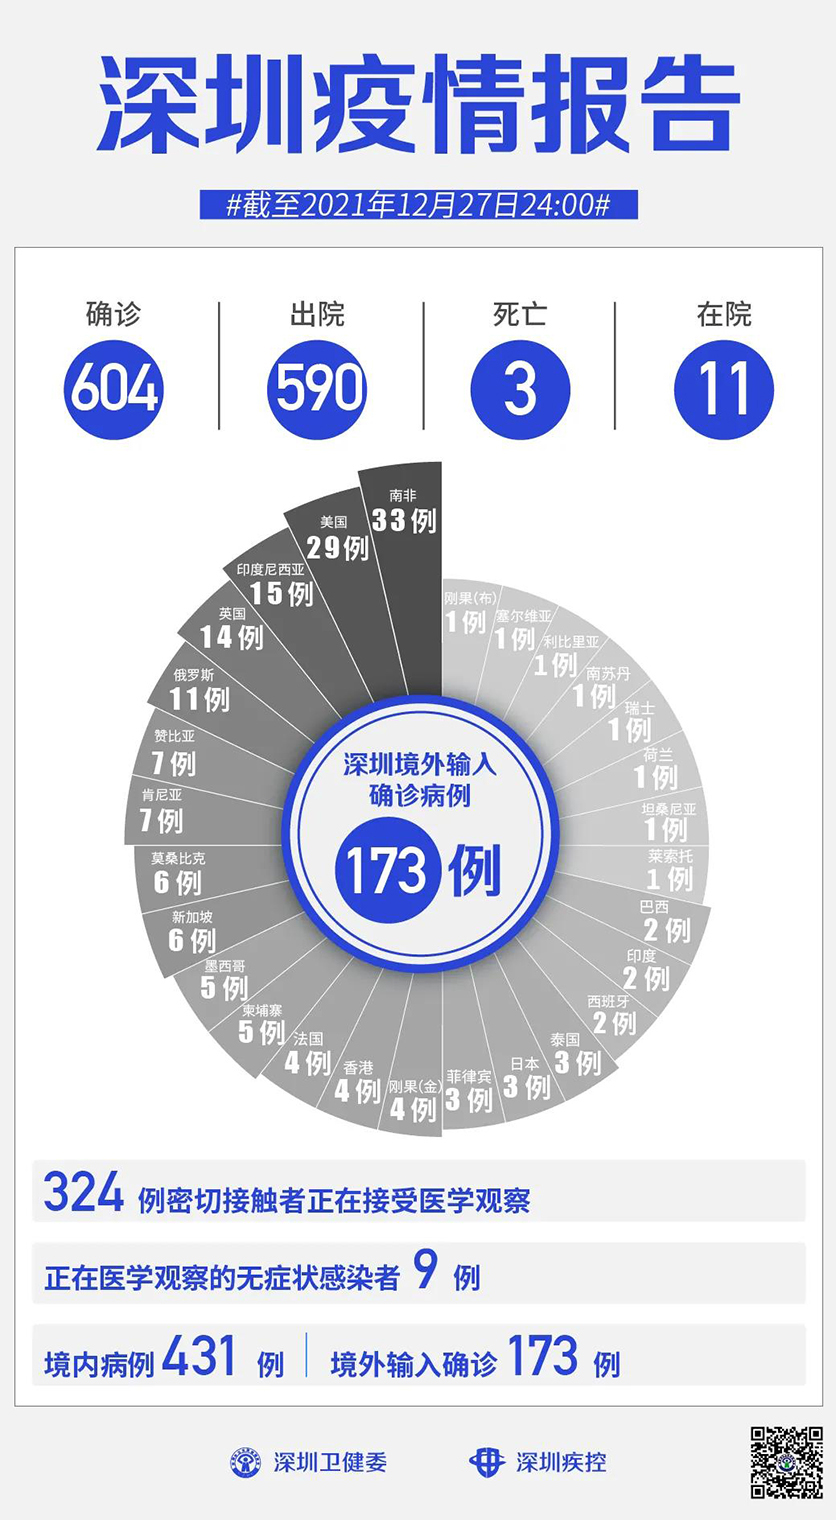 深圳疫情报告
#截至2021年12月27日24:00#
确诊
604
出院
590
死亡
3
在院
11
南非
33例
美国
29例
印度尼西亚
15例
英国
14例
俄罗斯
11例
赞比亚
7例
肯尼亚
7例
莫桑比克
6例
新加坡
6例
墨西哥
5例
柬埔寨
5例
法国
4例
香港
4例
刚果(金)
4例
菲律宾
3例
日本
3例
泰国
3例
西班牙
2例
印度
2例
巴西
2例
莱索托
1例
坦桑尼亚
1例
荷兰
1例
瑞士
1例
南苏丹
1例
利比里亚
1例
塞尔维亚
1例
刚果(布)
1例
深圳境外输入
确诊病例
173例
324 例密切接触者正在接受医学观察
正在医学观察的无症状感染者 9 例
境内病例 431 例 境外输入确诊 173 例
深圳卫健委 深圳疾控